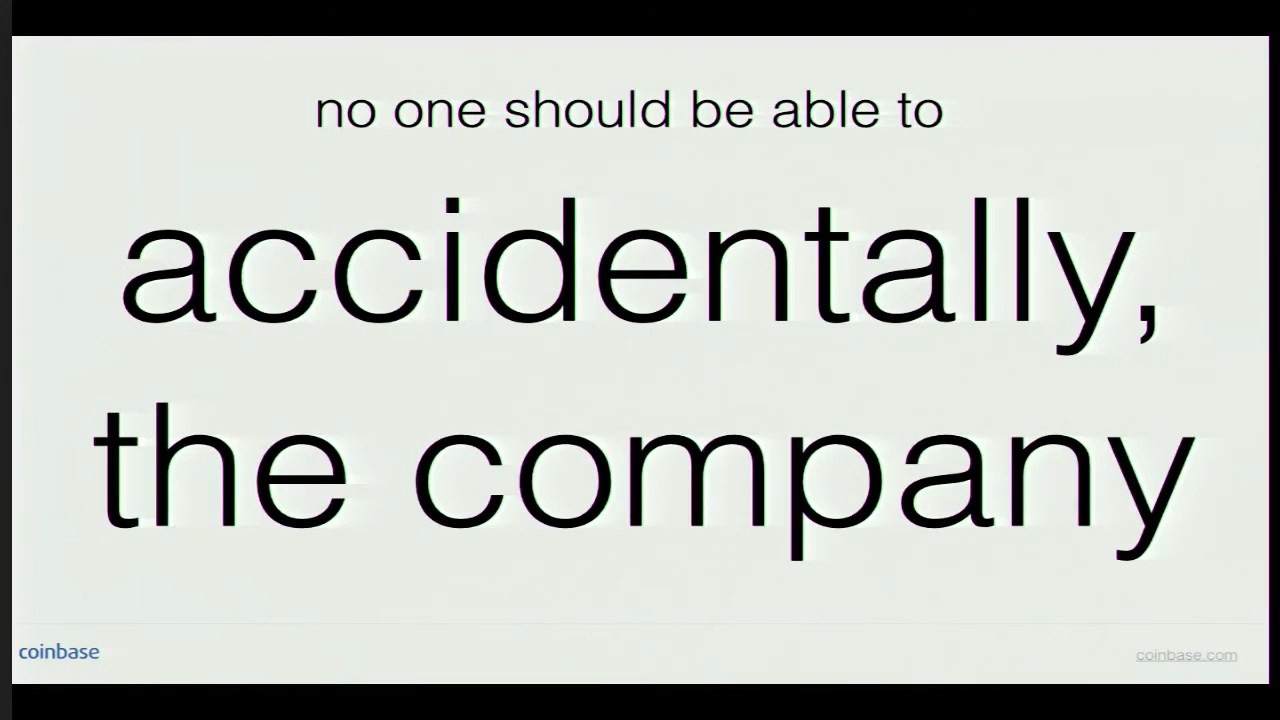 no one should be able to
accidentally,
the company
coinbase
coinbase.com